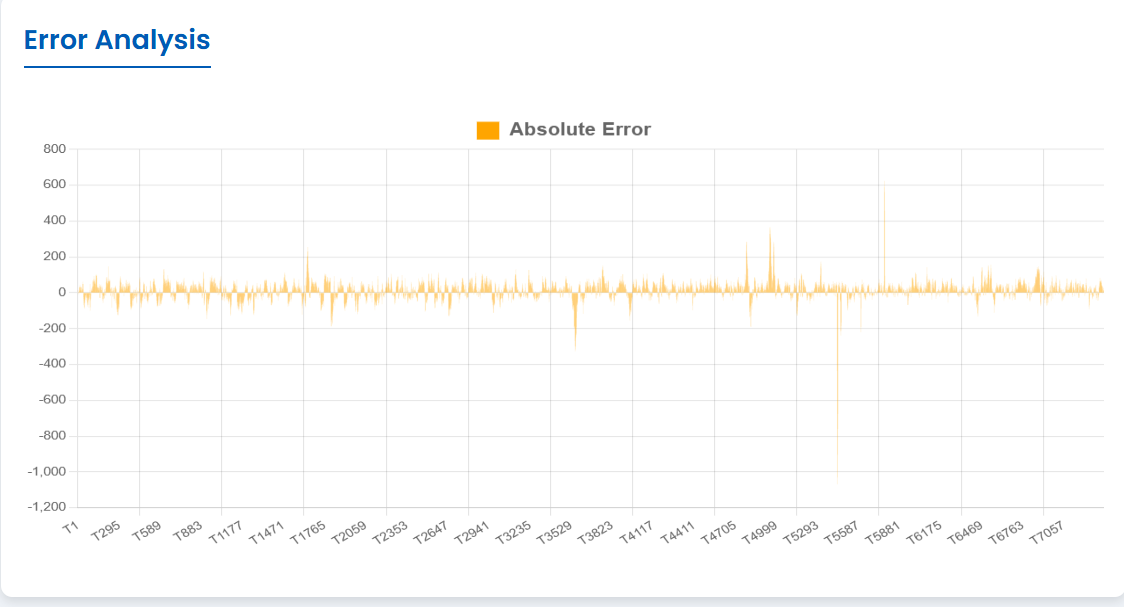 Error Analysis
Absolute Error
800
600
400
200
0
-200
-400
-600
-800
-1,000
-1,200
T1
T295
T589
T883
T1177
T1471
T1765
T2059
T2353
T2647
T2941
T3235
T3529
T3823
T4117
T4411
T4705
T4999
T5293
T5587
T5881
T6175
T6469
T6763
T7057